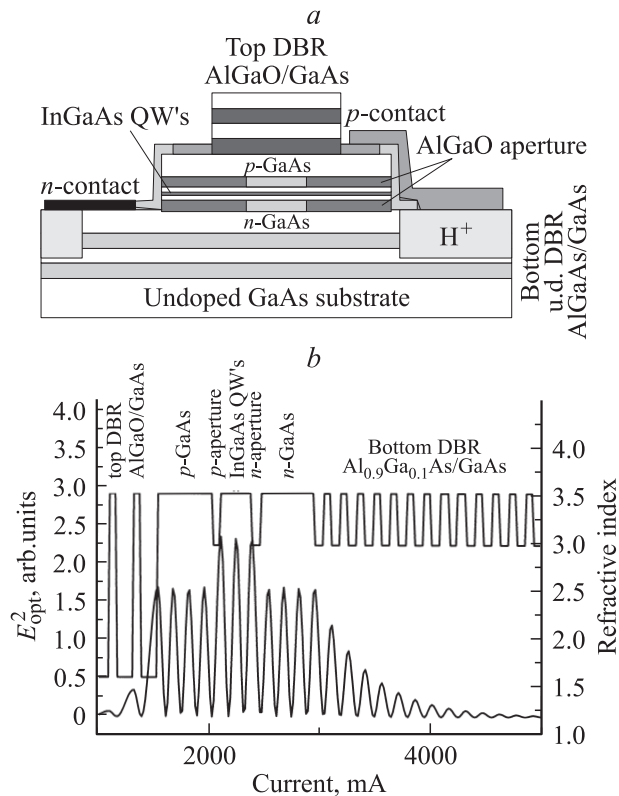 a
Top DBR
AlGaO/GaAs
InGaAs QW's
p-contact
AlGaO aperture
p-GaAs
n-contact
n-GaAs
H+
Bottom
u.d. DBR
AlGaAs/GaAs
Undoped GaAs substrate
b
top DBR
AlGaO/GaAs
p-GaAs
p-aperture
InGaAs QW's
n-aperture
n-GaAs
Bottom DBR
Al0.9Ga0.1As/GaAs
4.0
3.5
3.0
2.5
2.0
1.5
1.0
0.5
0
E²opt, arb.units
4.0
3.5
3.0
2.5
2.0
1.5
1.0
Refractive index
2000
4000
Current, mA